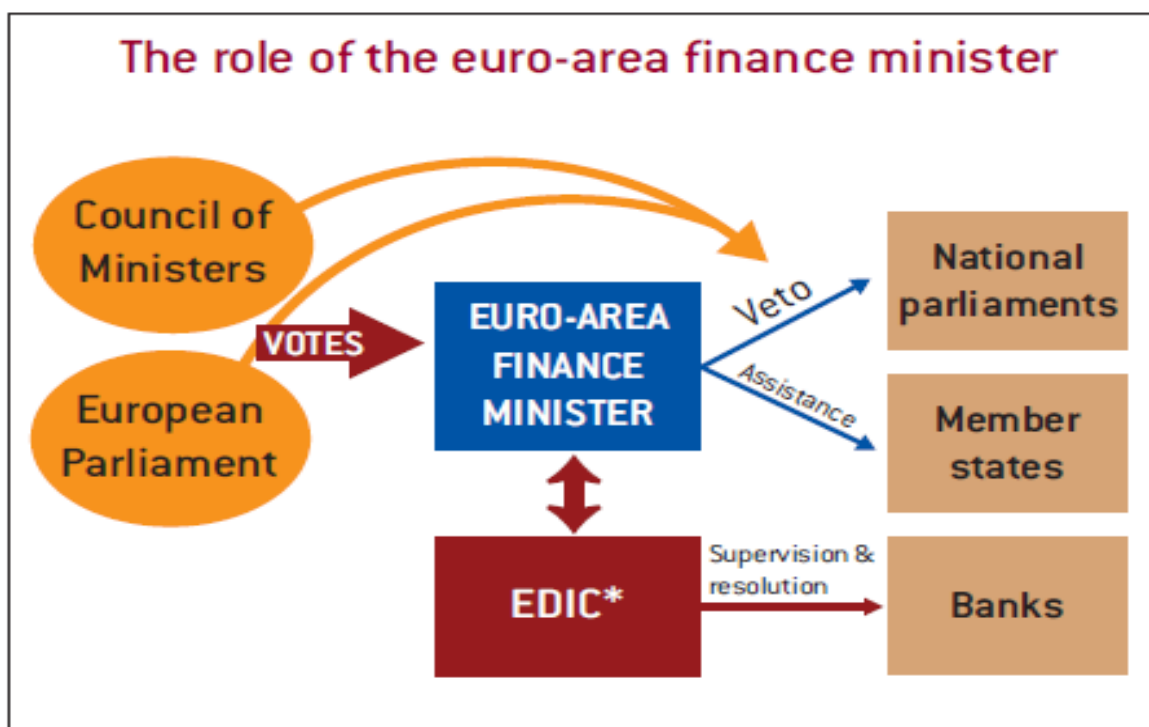 The role of the euro-area finance minister
Council of
Ministers
European
Parliament
VOTES
EURO-AREA
FINANCE
MINISTER
Veto
Assistance
National
parliaments
Member
states
EDIC*
Supervision &
resolution
Banks